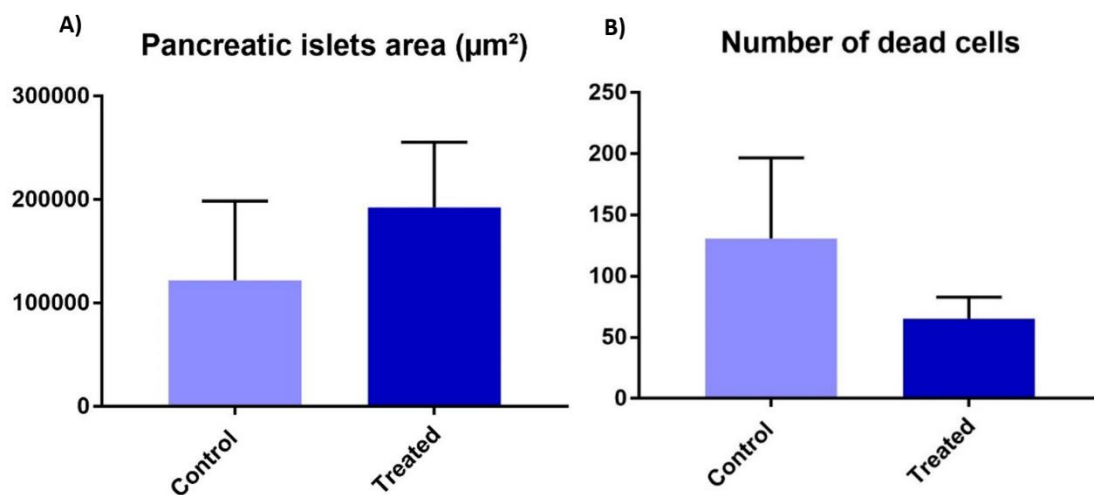 A)
Pancreatic islets area (µm²)
300000
200000
100000
0
Control
Treated
B)
Number of dead cells
250
200
150
100
50
0
Control
Treated